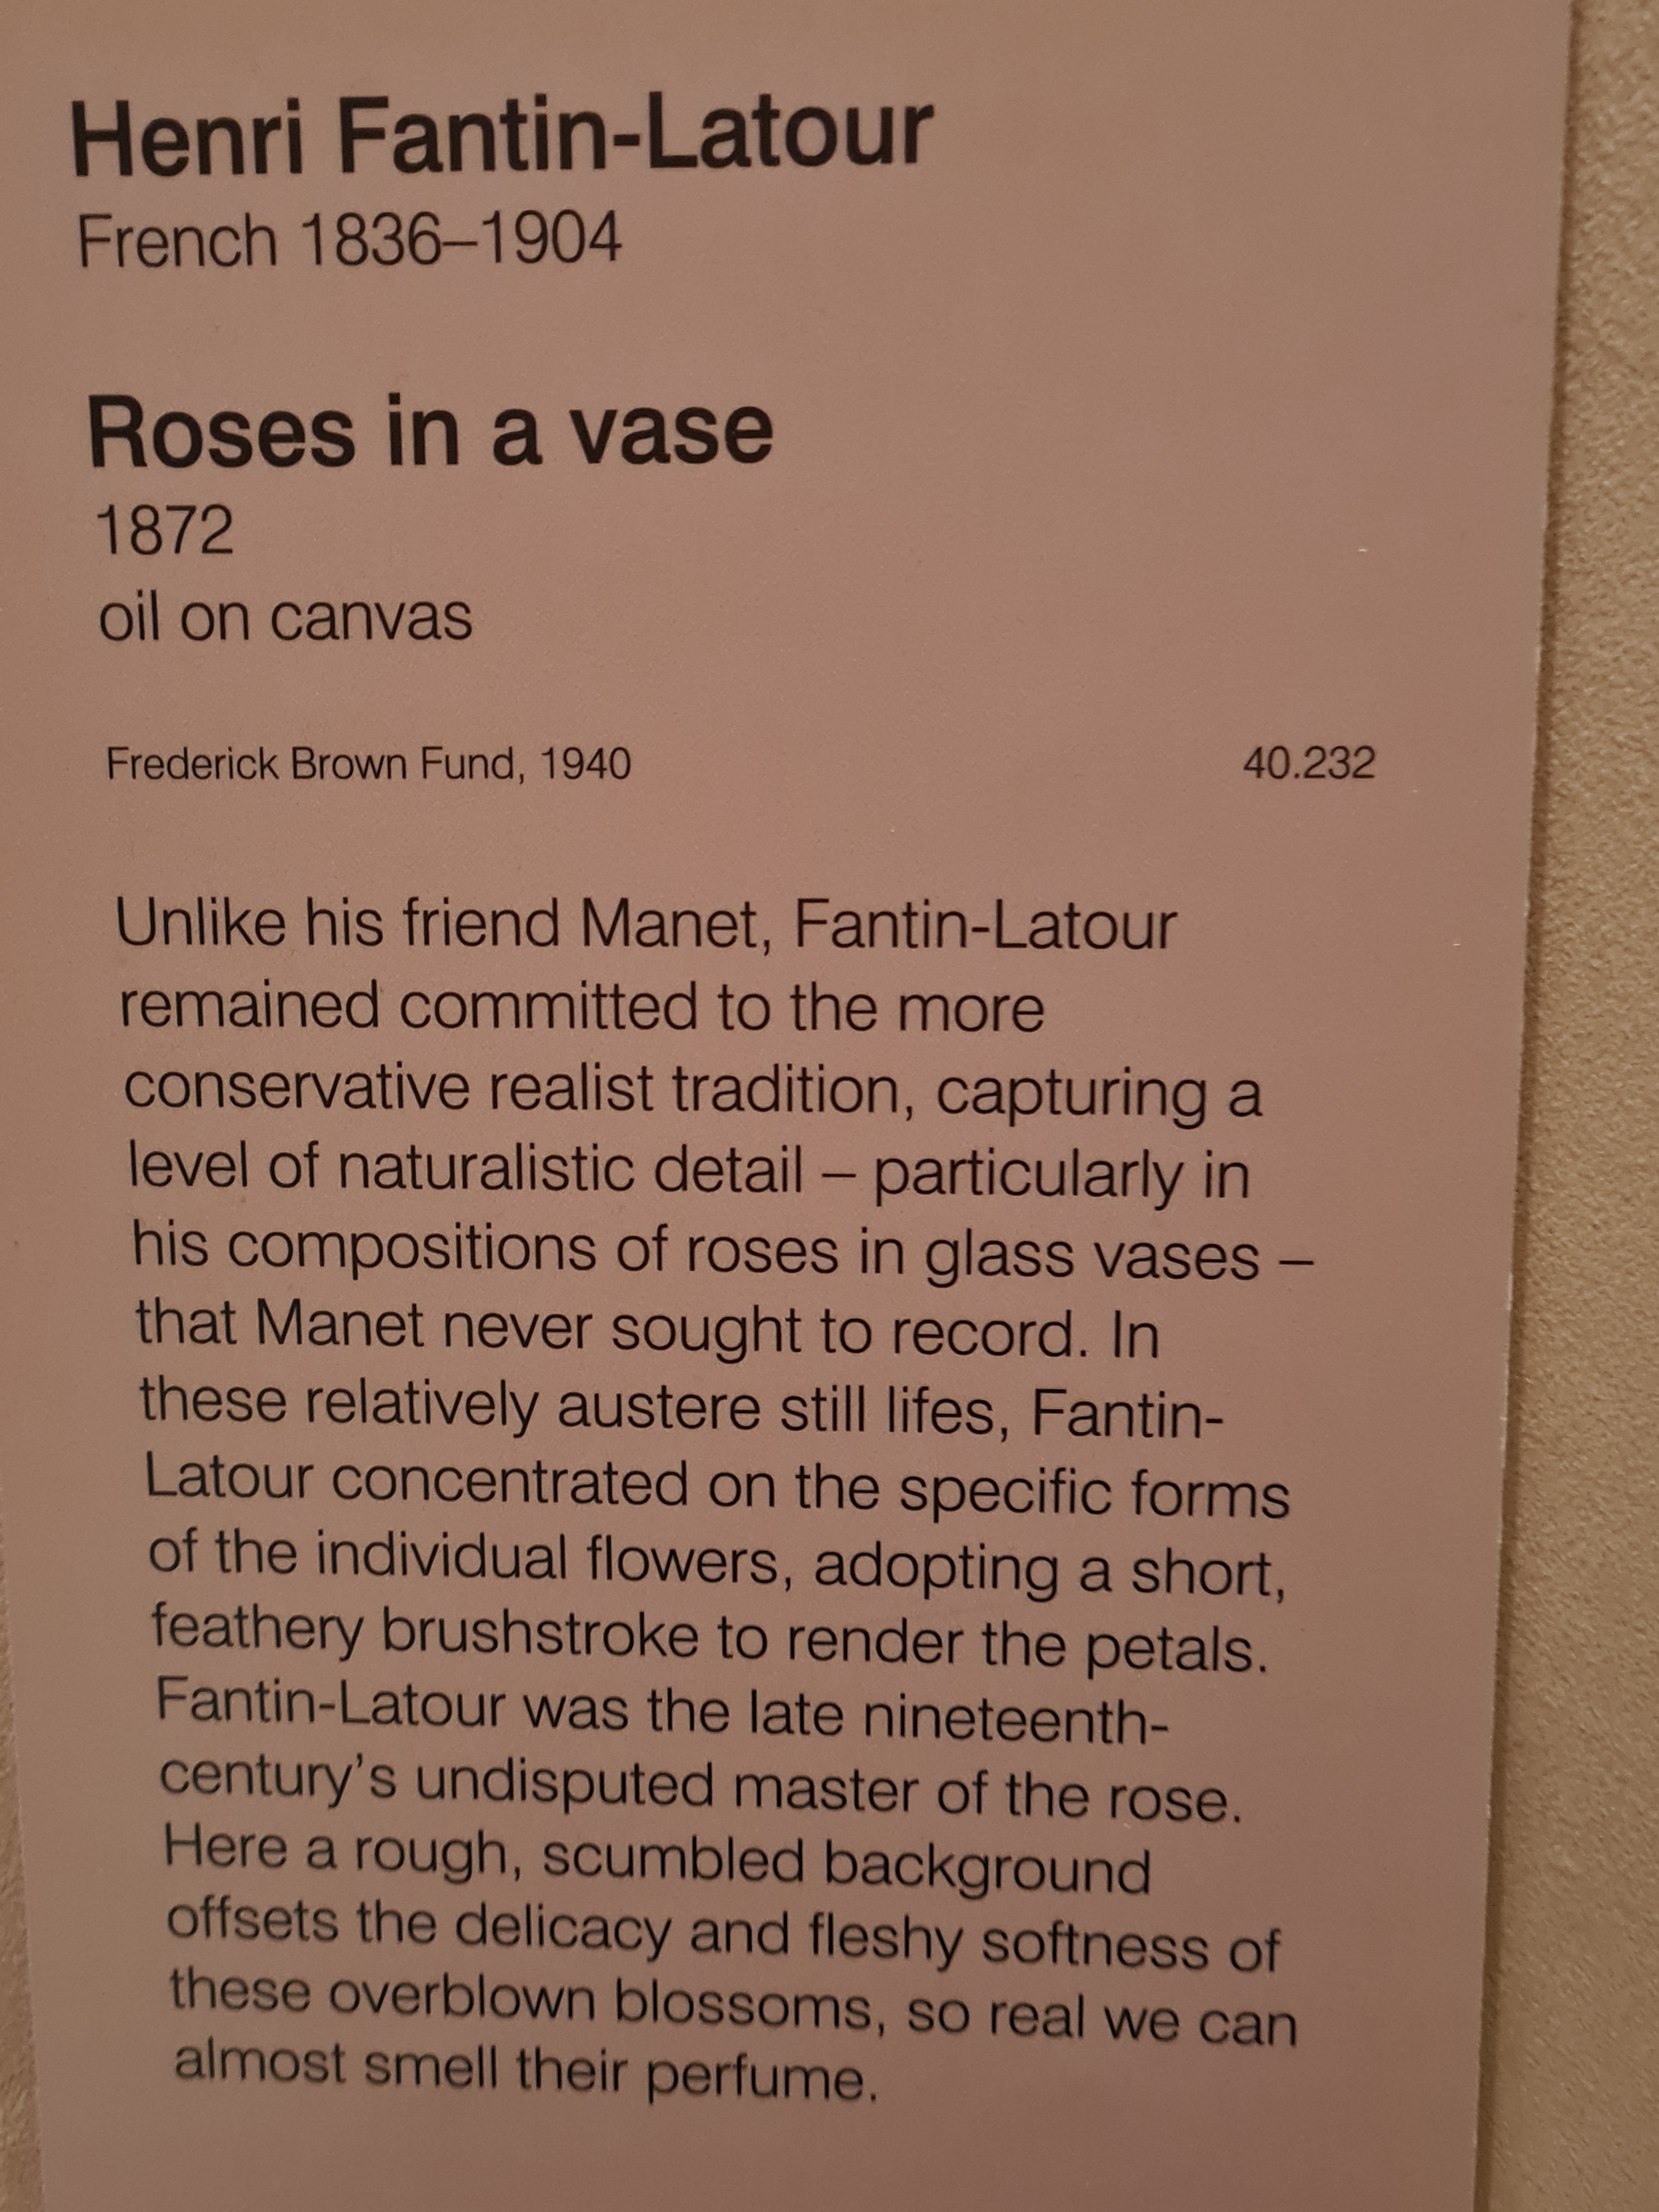 Henri Fantin-Latour
French 1836–1904
Roses in a vase
1872
oil on canvas
Frederick Brown Fund, 1940 40.232
Unlike his friend Manet, Fantin-Latour
remained committed to the more
conservative realist tradition, capturing a
level of naturalistic detail – particularly in
his compositions of roses in glass vases –
that Manet never sought to record. In
these relatively austere still lifes, Fantin-
Latour concentrated on the specific forms
of the individual flowers, adopting a short,
feathery brushstroke to render the petals.
Fantin-Latour was the late nineteenth-
century’s undisputed master of the rose.
Here a rough, scumbled background
offsets the delicacy and fleshy softness of
these overblown blossoms, so real we can
almost smell their perfume.